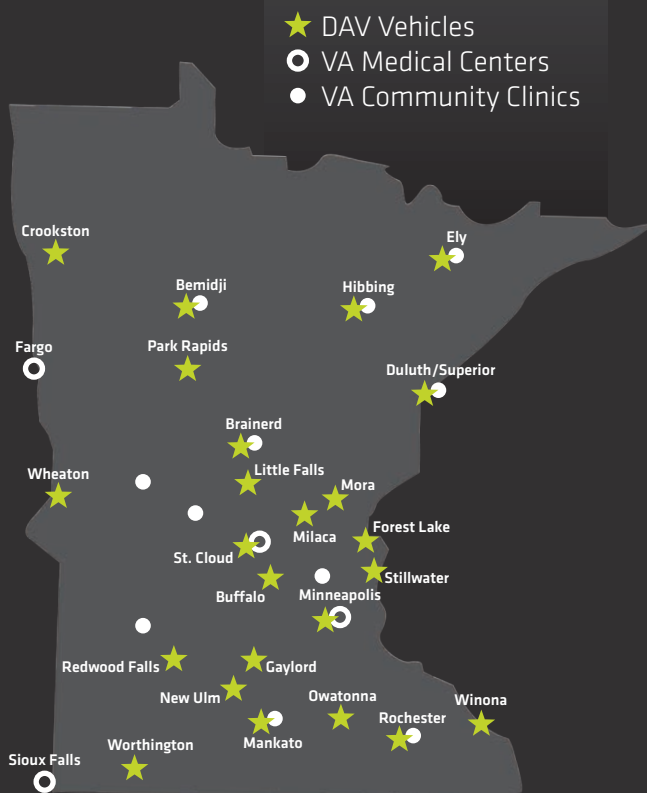 DAV Vehicles
VA Medical Centers
VA Community Clinics
Crookston
Ely
Bemidji
Hibbing
Fargo
Park Rapids
Duluth/Superior
Brainerd
Wheaton
Little Falls
Mora
Milaca
Forest Lake
St. Cloud
Stillwater
Buffalo
Minneapolis
Redwood Falls
Gaylord
New Ulm
Owatonna
Winona
Rochester
Mankato
Worthington
Sioux Falls